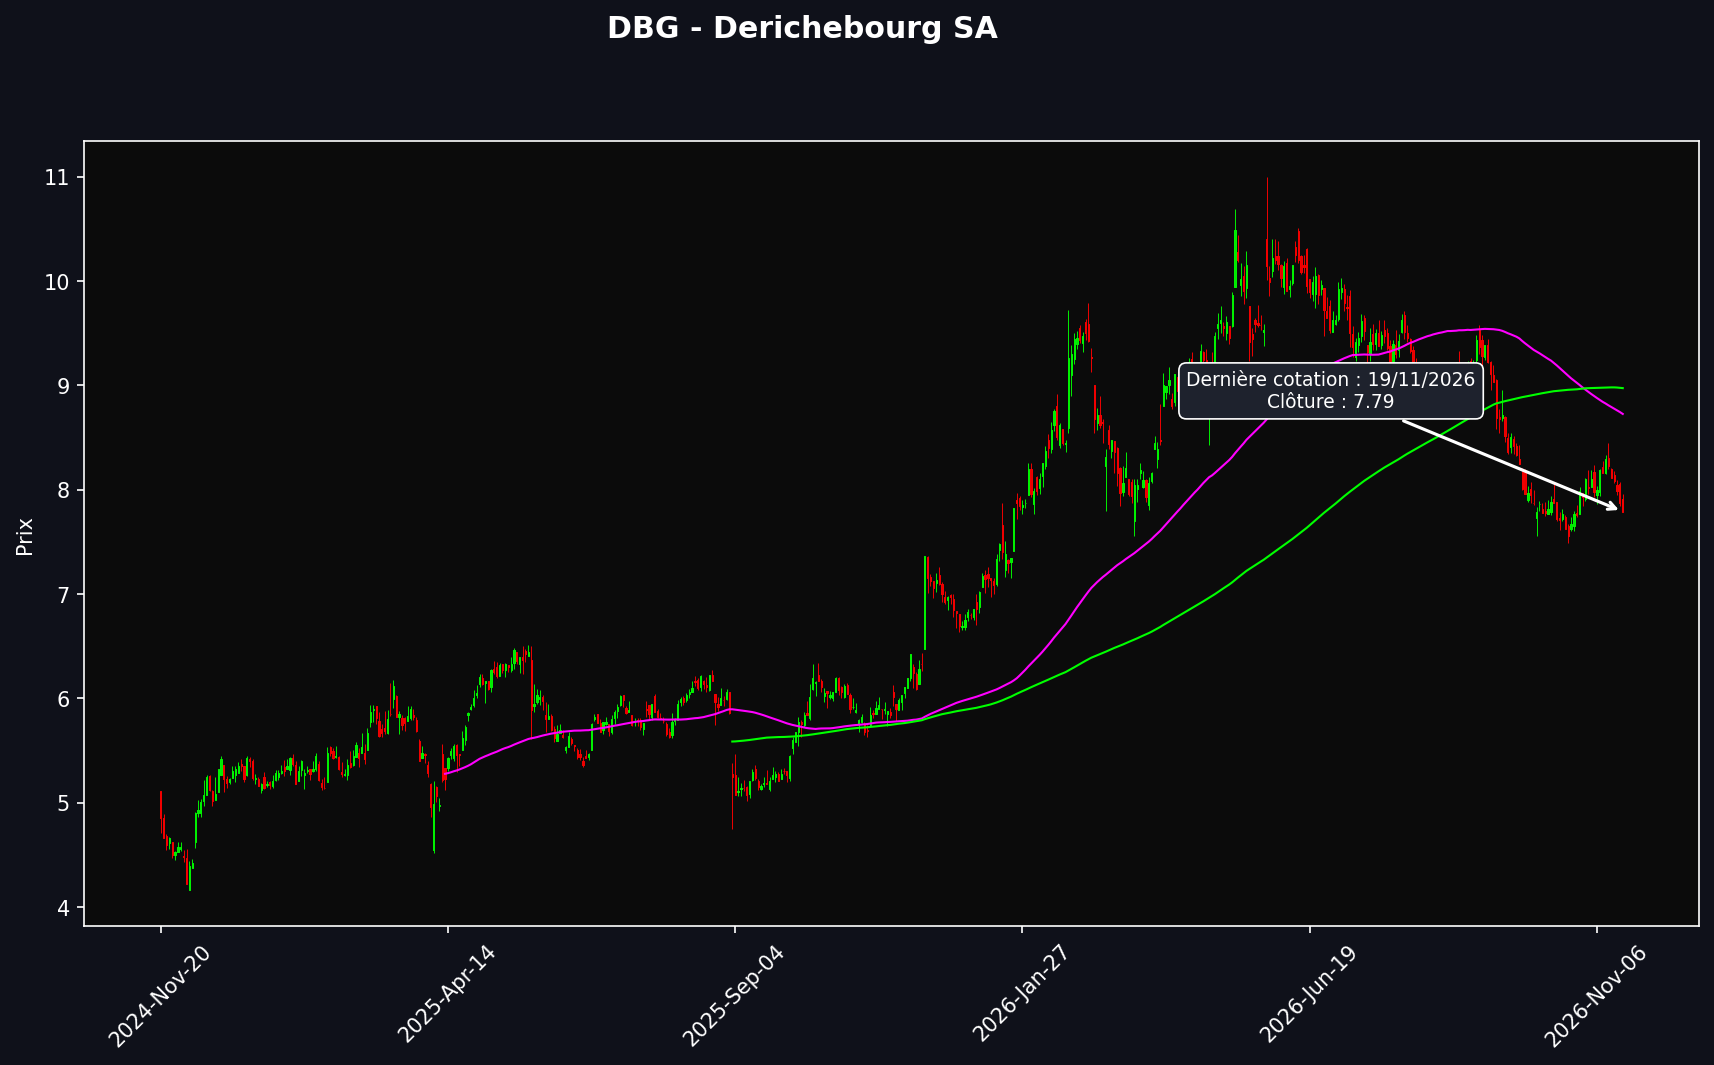 DBG - Derichebourg SA
Prix
11
10
9
8
7
6
5
4
Dernière cotation : 19/11/2026
Clôture : 7.79
2024-Nov-20
2025-Apr-14
2025-Sep-04
2026-Jan-27
2026-Jun-19
2026-Nov-06